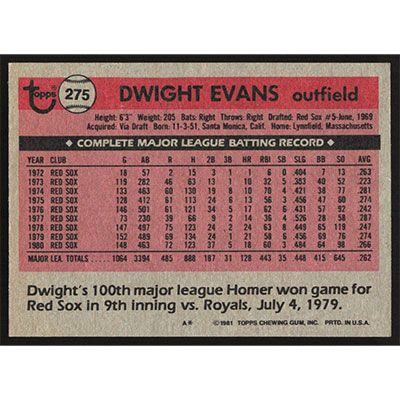 Topps
275
DWIGHT EVANS outfield
Height: 6'3" Weight: 205 Bats: Right Throws: Right Drafted: Red Sox #5-June, 1969
Acquired: Via Draft Born: 11-3-51, Santa Monica, Calif. Home: Lynnfield, Massachusetts
COMPLETE MAJOR LEAGUE BATTING RECORD
YEAR CLUB G AB R H 2B 3B HR RBI SB SLG BB SO AVG
1972 RED SOX 18 57 2 15 3 1 1 6 0 .404 7 13 .263
1973 RED SOX 119 282 46 63 13 1 10 32 5 .383 40 52 .223
1974 RED SOX 133 463 60 130 19 8 10 70 4 .421 38 77 .281
1975 RED SOX 128 412 61 113 24 6 13 56 3 .456 47 60 .274
1976 RED SOX 146 501 61 121 34 5 17 62 6 .431 57 92 .242
1977 RED SOX 73 230 39 66 9 2 14 36 4 .526 28 58 .287
1978 RED SOX 147 497 75 123 24 2 24 63 8 .449 65 119 .247
1979 RED SOX 152 489 69 134 24 1 21 58 6 .456 69 76 .274
1980 RED SOX 148 463 72 123 37 5 18 60 3 .484 64 98 .266
MAJOR LEA. TOTALS 1064 3394 485 888 187 31 128 443 .452 415 645 .262
Dwight's 100th major league Homer won game for
Red Sox in 9th inning vs. Royals, July 4, 1979.
A* ©1981 TOPPS CHEWING GUM, INC. PRTD. IN U.S.A.